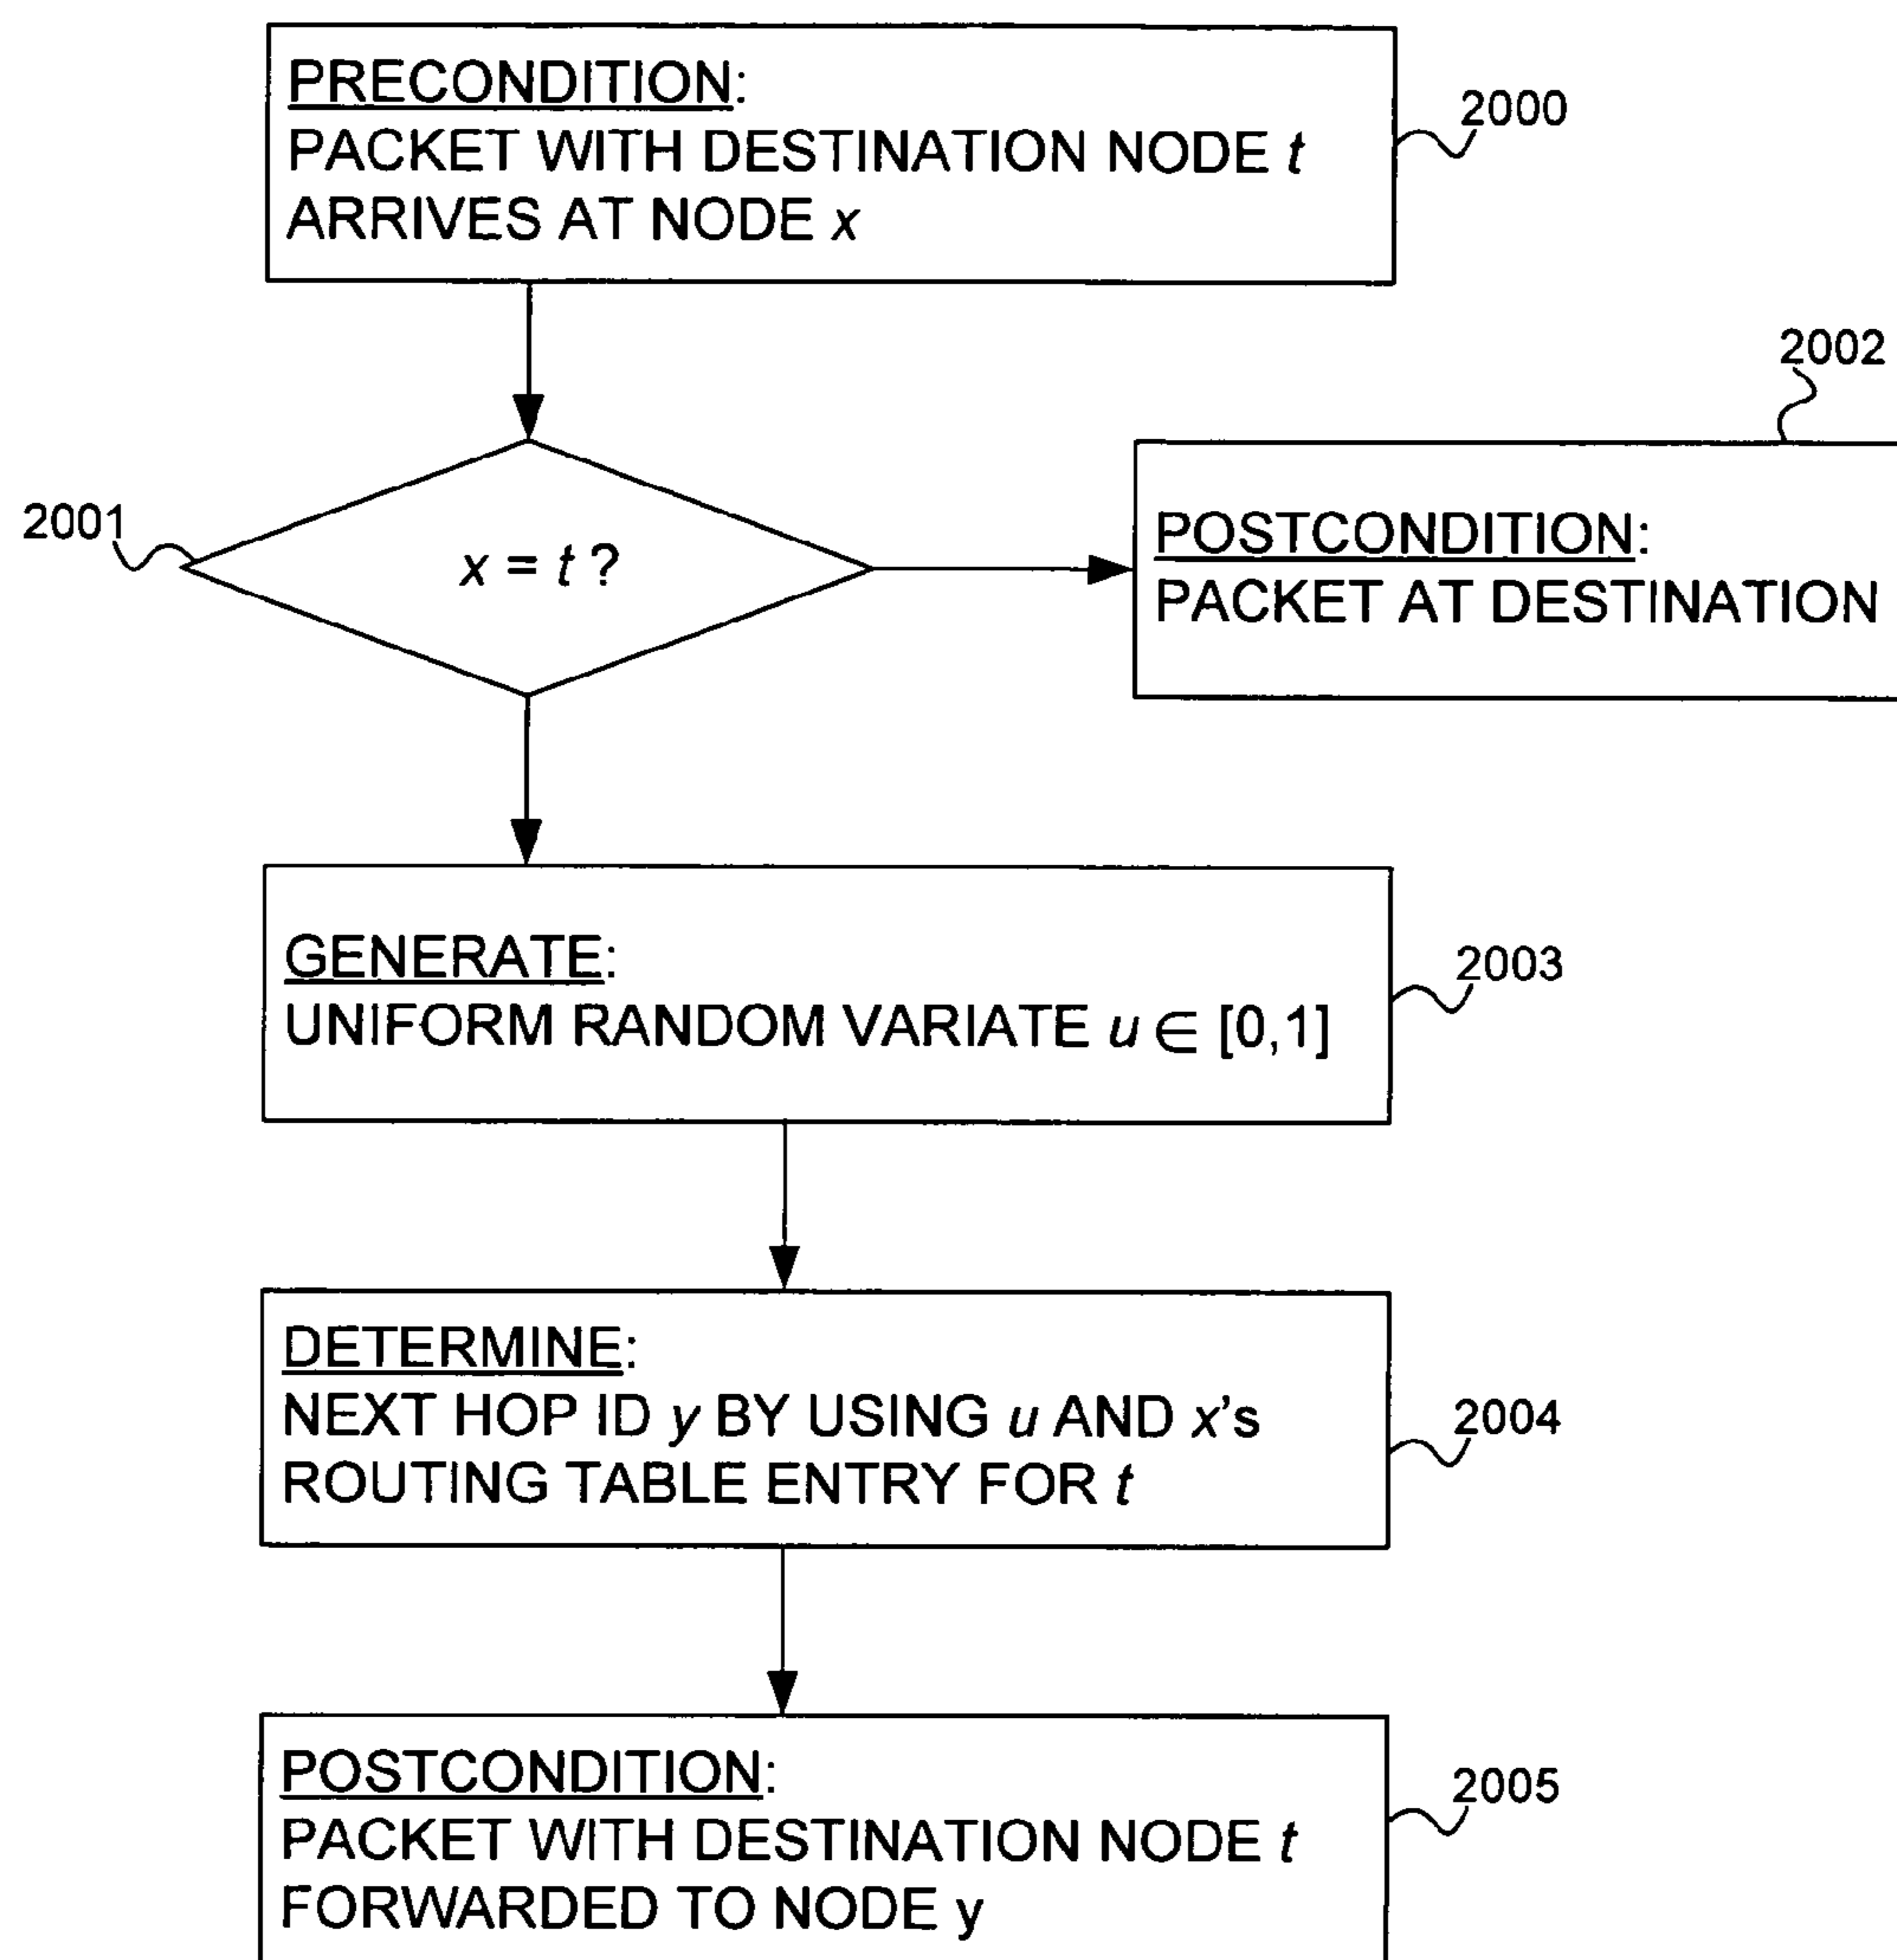 PRECONDITION:
PACKET WITH DESTINATION NODE t
ARRIVES AT NODE x
2000
2002
2001
x = t ?
POSTCONDITION:
PACKET AT DESTINATION
GENERATE:
UNIFORM RANDOM VARIATE u ∈ [0,1]
2003
DETERMINE:
NEXT HOP ID y BY USING u AND x's
ROUTING TABLE ENTRY FOR t
2004
POSTCONDITION:
PACKET WITH DESTINATION NODE t
FORWARDED TO NODE y
2005